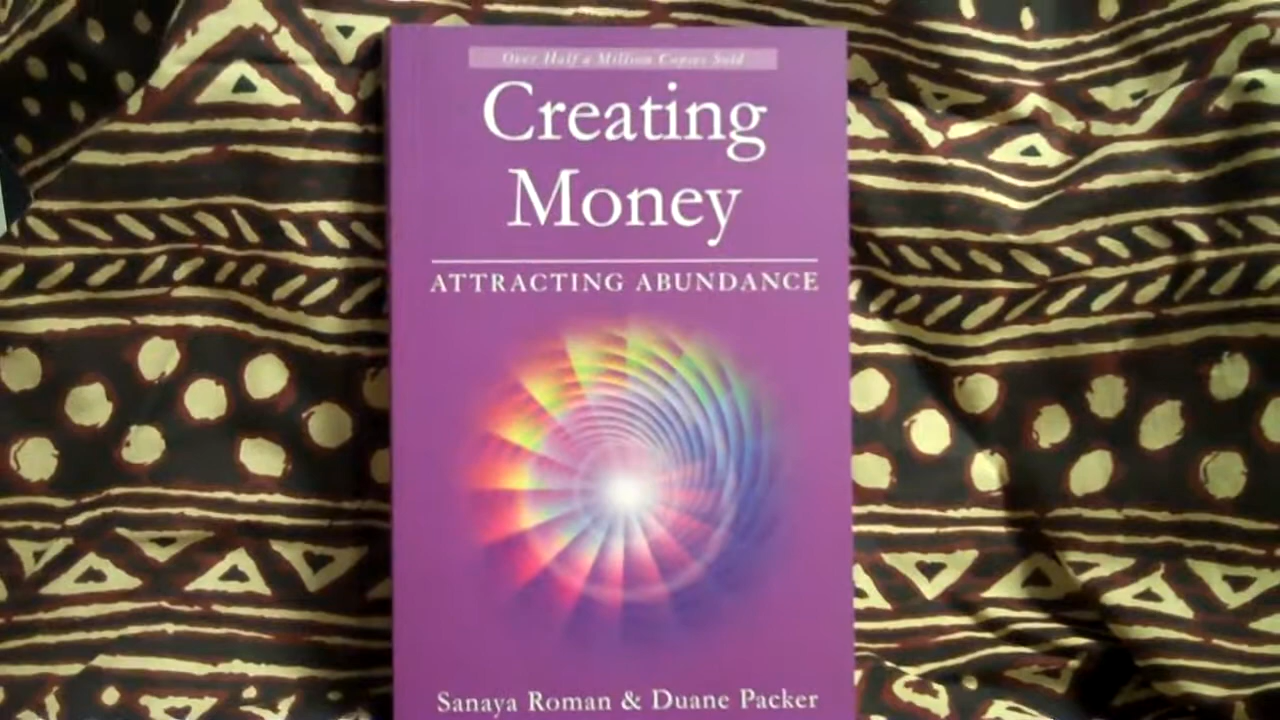 Over Half a Million Copies Sold
Creating
Money
ATTRACTING ABUNDANCE
Sanaya Roman & Duane Packer